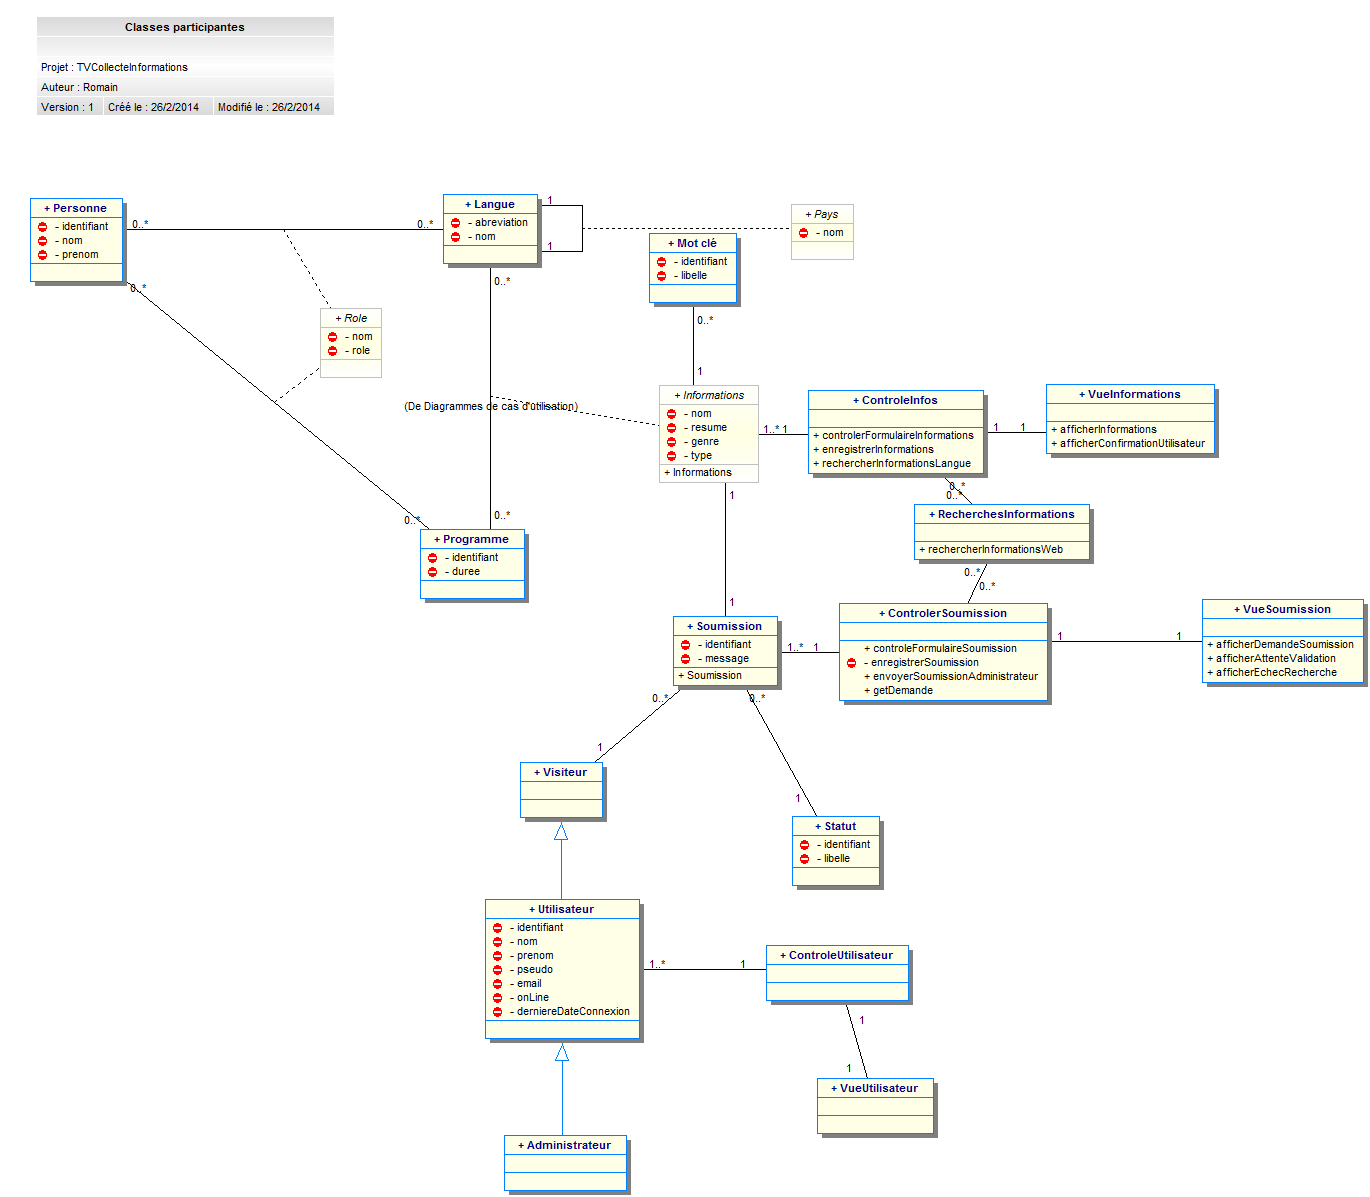 Classes participantes
Projet : TVCollecteInformations
Auteur : Romain
Version : 1 Créé le : 26/2/2014 Modifié le : 26/2/2014
+ Personne
- identifiant
- nom
- prenom
0..*
0..*
0..*
+ Langue
- abreviation
- nom
1
1
0..*
+ Pays
- nom
+ Mot clé
- identifiant
- libelle
0..*
1
+ Role
- nom
- role
(De Diagrammes de cas d'utilisation)
+ Informations
- nom
- resume
- genre
- type
+ Informations
1..* 1
1
+ ControleInfos
+ controlerFormulaireInformations
+ enregistrerInformations
+ rechercherInformationsLangue
1 1
+ VueInformations
+ afficherInformations
+ afficherConfirmationUtilisateur
0..*
0..*
+ RecherchesInformations
+ rechercherInformationsWeb
0..*
0..*
0..*
0..*
+ Programme
- identifiant
- duree
1
+ Soumission
- identifiant
- message
+ Soumission
1..* 1
+ ControlerSoumission
+ controleFormulaireSoumission
- enregistrerSoumission
+ envoyerSoumissionAdministrateur
+ getDemande
1 1
+ VueSoumission
+ afficherDemandeSoumission
+ afficherAttenteValidation
+ afficherEchecRecherche
0..*
0..*
1
1
+ Visiteur
+ Statut
- identifiant
- libelle
+ Utilisateur
- identifiant
- nom
- prenom
- pseudo
- email
- onLine
- derniereDateConnexion
1..* 1
+ ControleUtilisateur
1
1
+ VueUtilisateur
+ Administrateur